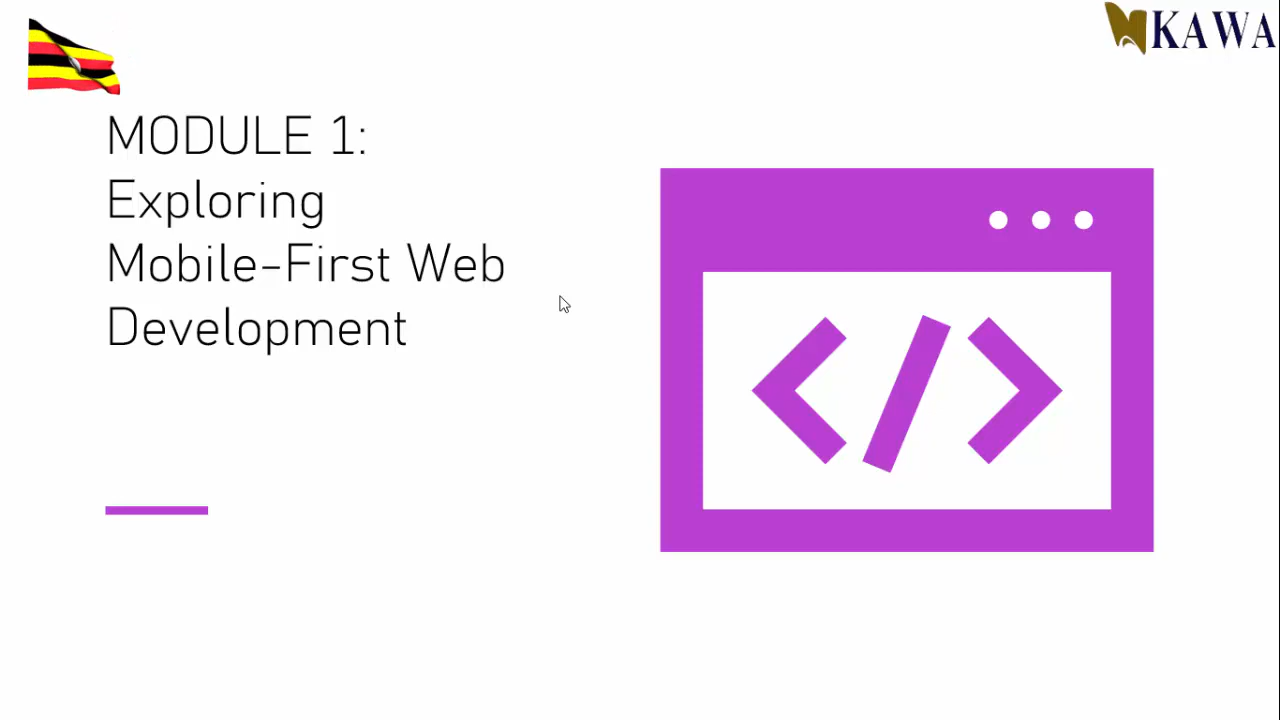 KAWA
MODULE 1:
Exploring
Mobile-First Web
Development